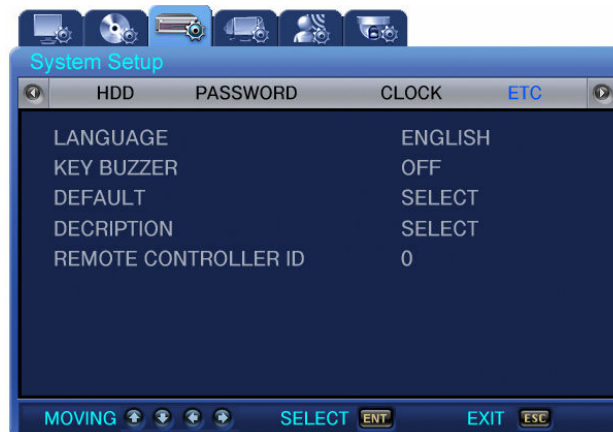 System Setup
HDD PASSWORD CLOCK ETC
LANGUAGE ENGLISH
KEY BUZZER OFF
DEFAULT SELECT
DECRIPTION SELECT
REMOTE CONTROLLER ID 0
MOVING SELECT ENT EXIT ESC